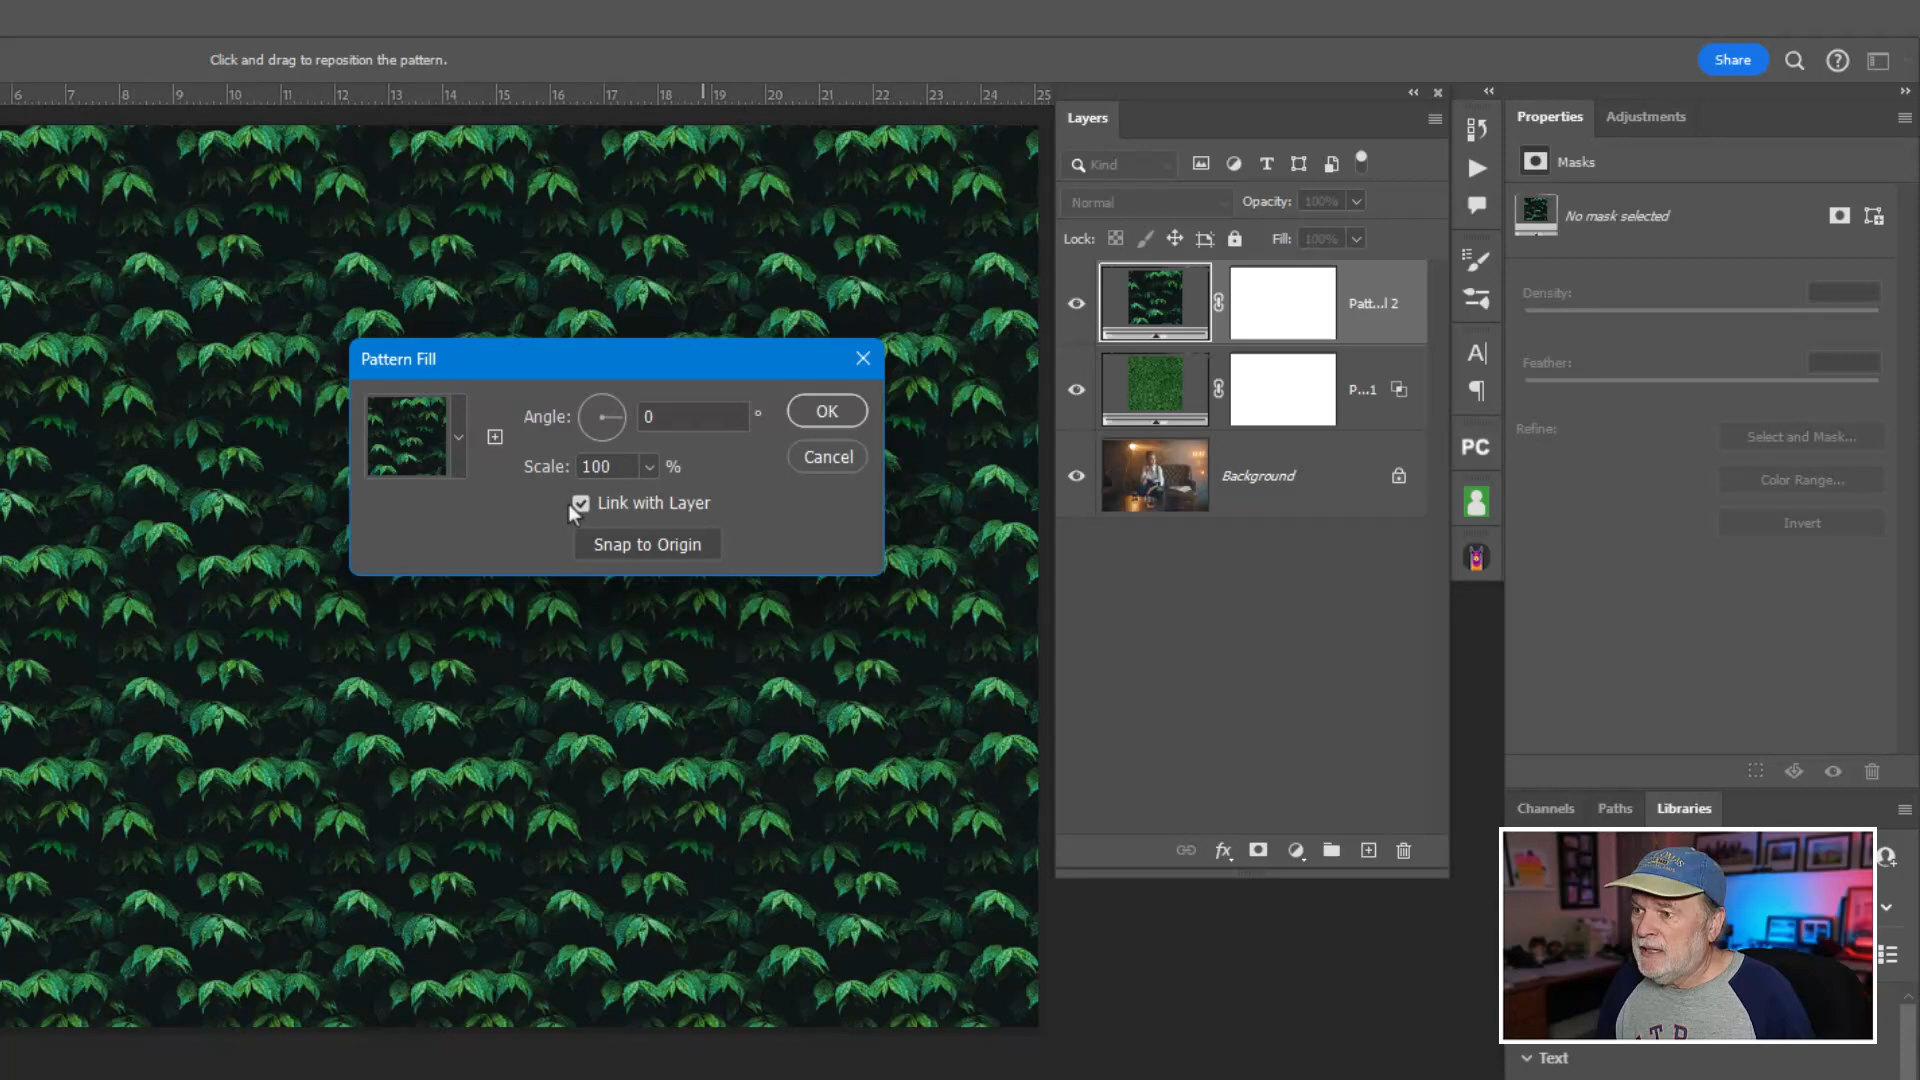 Click and drag to reposition the pattern.
Share
6 7 8 9 10 11 12 13 14 15 16 17 18 19 20 21 22 23 24 25
Layers
Kind
Normal
Opacity: 100%
Lock:
Fill: 100%
Patt...l 2
P...1
Background
Pattern Fill
Angle: 0 °
OK
Scale: 100 %
Cancel
Link with Layer
Snap to Origin
PC
Properties
Adjustments
Masks
No mask selected
Density:
Feather:
Refine:
Select and Mask...
Color Range...
Invert
Channels
Paths
Libraries
Text